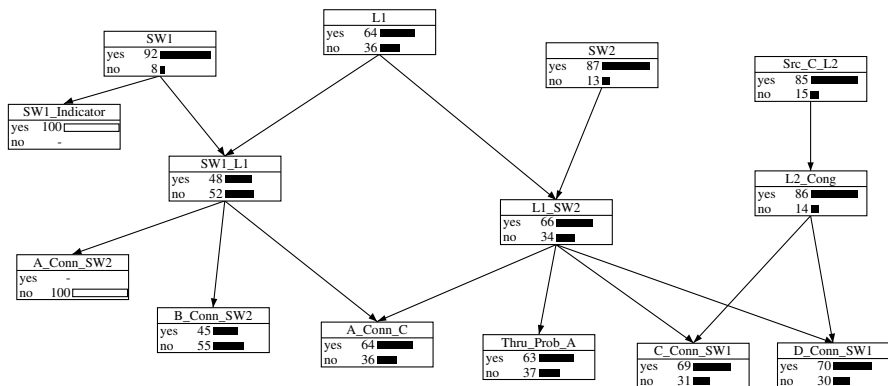 SW1
yes 92
no 8
L1
yes 64
no 36
SW2
yes 87
no 13
Src_C_L2
yes 85
no 15
SW1_Indicator
yes 100
no -
SW1_L1
yes 48
no 52
L1_SW2
yes 66
no 34
L2_Cong
yes 86
no 14
A_Conn_SW2
yes -
no 100
B_Conn_SW2
yes 45
no 55
A_Conn_C
yes 64
no 36
Thru_Prob_A
yes 63
no 37
C_Conn_SW1
yes 69
no 31
D_Conn_SW1
yes 70
no 30